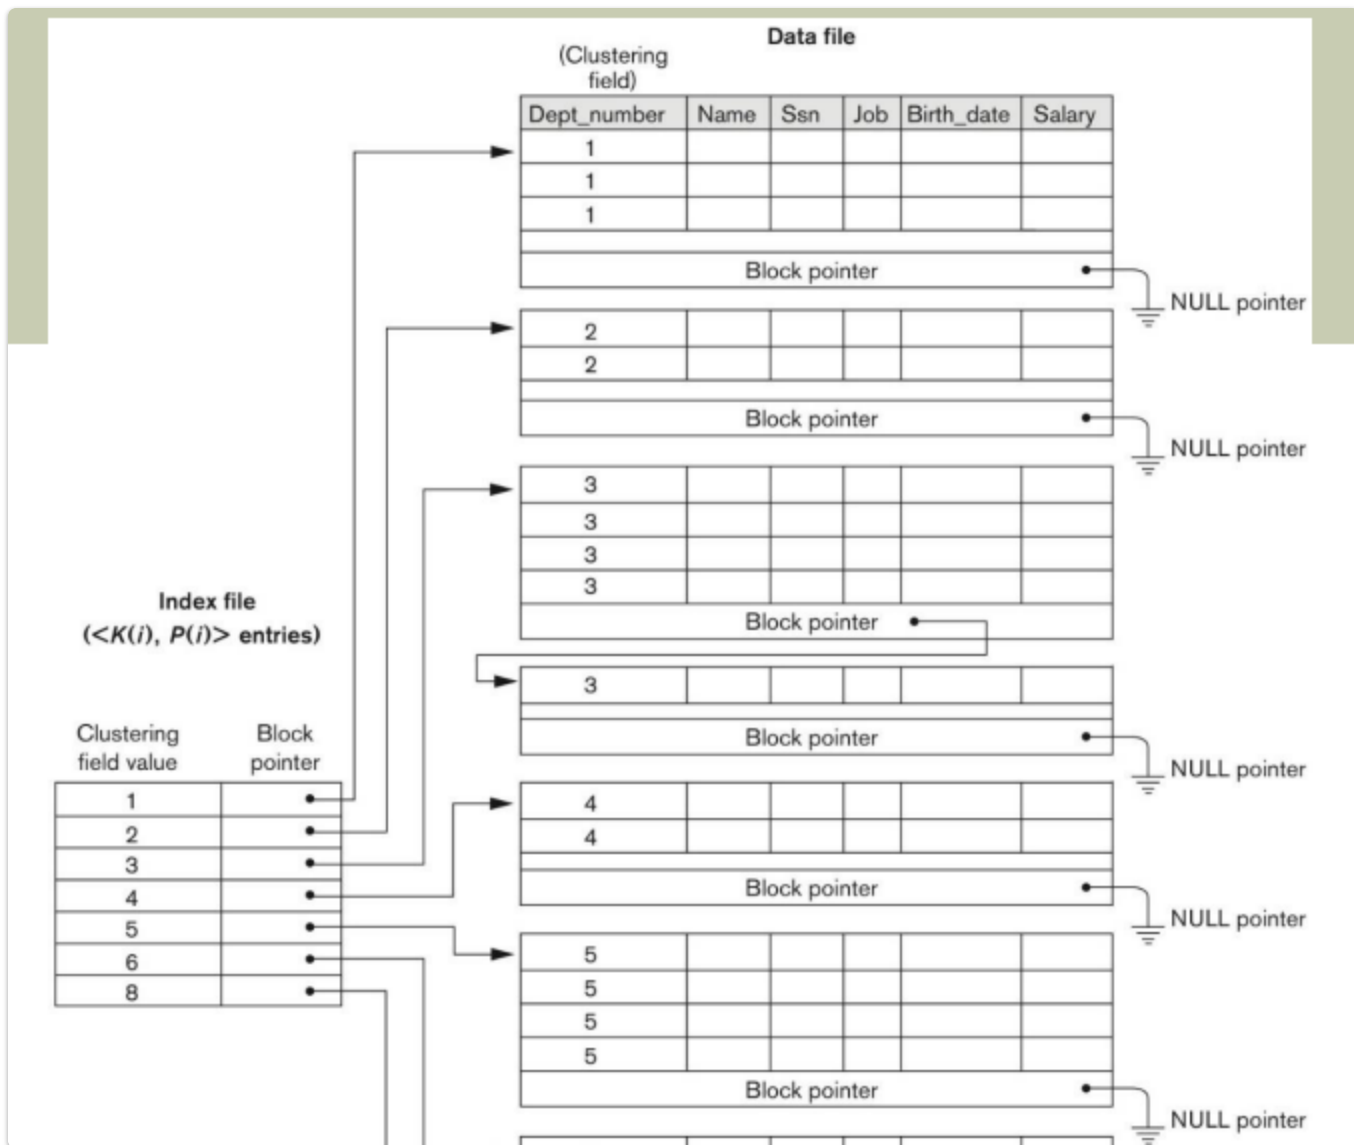 Data file
(Clustering
field)
Dept_number Name Ssn Job Birth_date Salary
1
1
1
Block pointer
NULL pointer
2
2
Block pointer
NULL pointer
3
3
3
3
Block pointer
3
Block pointer
NULL pointer
4
4
Block pointer
NULL pointer
5
5
5
5
Block pointer
NULL pointer
Index file
(<K(i), P(i)> entries)
Clustering
field value
Block
pointer
1
2
3
4
5
6
8